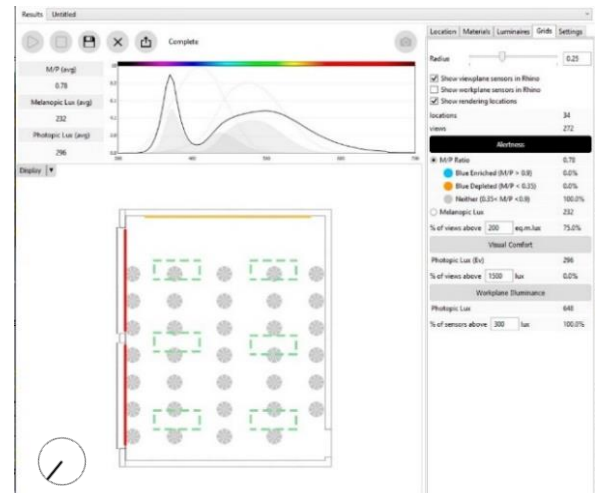 Results Untitled
Complete
M/P (avg)
0.78
Melanopic Lux (avg)
232
Photopic Lux (avg)
296
Display
Location Materials Luminaires Grids Settings
Radius 0.25
Show viewplane sensors in Rhino
Show workplane sensors in Rhino
Show rendering locations
locations 34
views 272
Alertness
M/P Ratio 0.78
Blue Enriched (M/P > 0.9) 0.0%
Blue Depleted (M/P < 0.35) 0.0%
Neither (0.35< M/P <0.9) 100.0%
Melanopic Lux 232
% of views above 200 eq.m.lux 75.0%
Visual Comfort
Photopic Lux (Ev) 296
% of views above 1500 lux 0.0%
Workplane Illuminance
Photopic Lux 648
% of sensors above 300 lux 100.0%